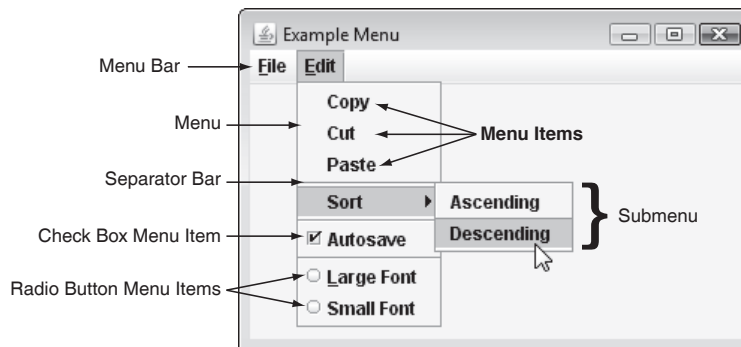 Example Menu
Menu Bar
File Edit
Menu
Copy
Cut
Paste
Menu Items
Separator Bar
Sort
Ascending
Descending
Submenu
Check Box Menu Item
Autosave
Radio Button Menu Items
Large Font
Small Font